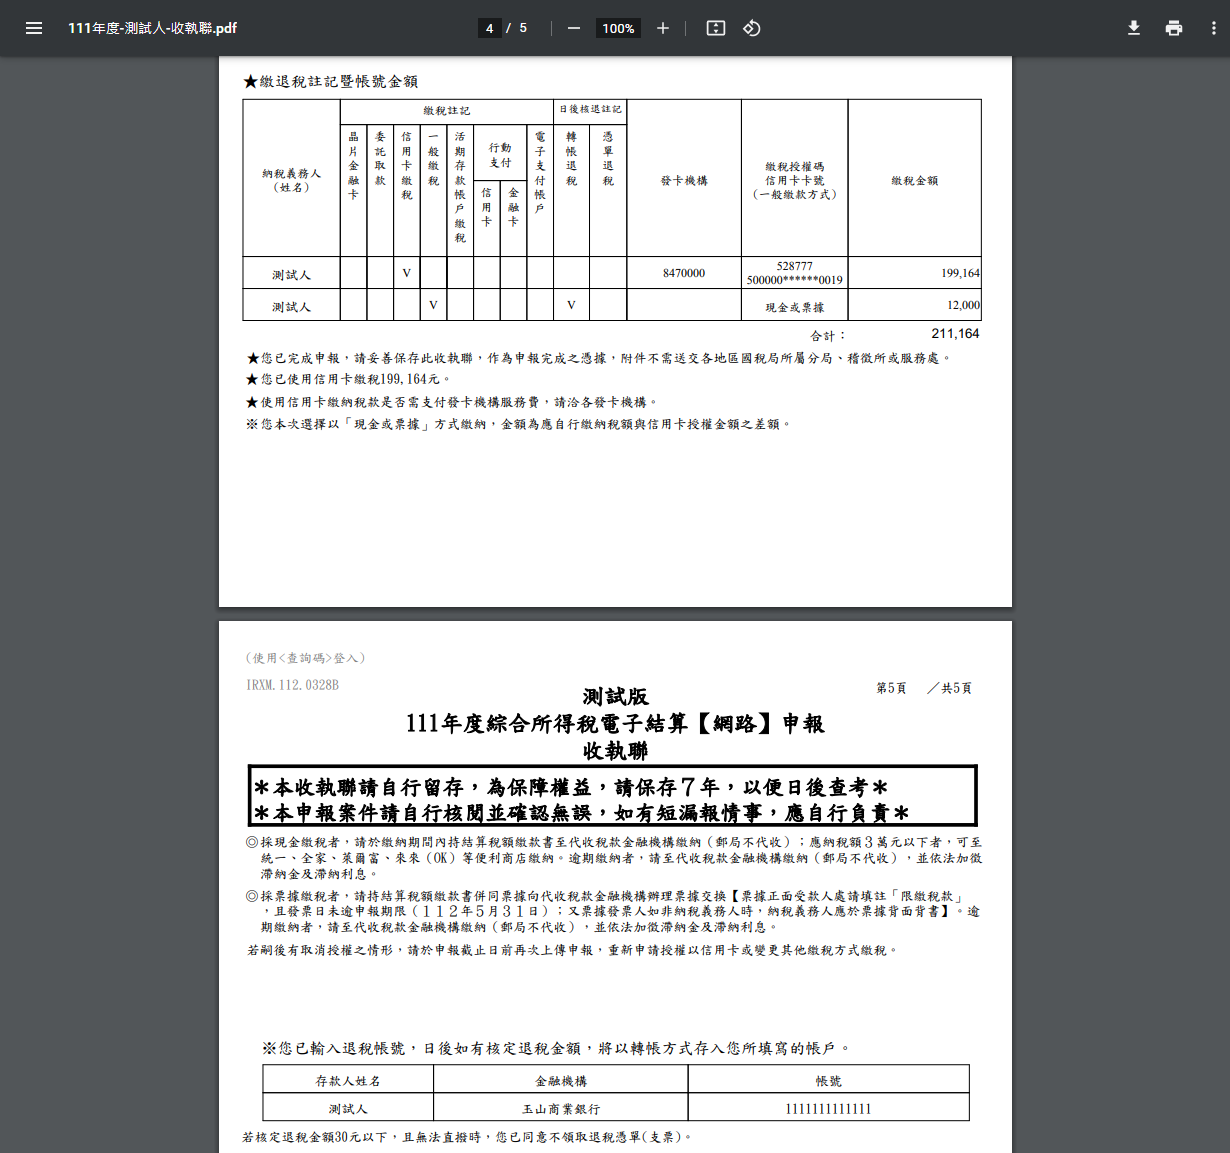 111年度-測試人-收執聯.pdf
4 / 5
100%
★繳退稅註記暨帳號金額
納稅義務人
(姓名)
繳稅註記
日後核退註記
晶片金融卡
委託取款
信用卡繳稅
一般繳稅
活期存款帳戶繳稅
行動
支付
信用卡
金融卡
電子支付帳戶
轉帳退稅
憑單退稅
發卡機構
繳稅授權碼
信用卡卡號
(一般繳款方式)
繳稅金額
測試人 V 8470000 528777 199,164
500000******0019
測試人 V V 現金或票據 12,000
合計： 211,164
★您已完成申報，請妥善保存此收執聯，作為申報完成之憑據，附件不需送交各地區國稅局所屬分局、稽徵所或服務處。
★您已使用信用卡繳稅199,164元。
★使用信用卡繳納稅款是否需支付發卡機構服務費，請洽各發卡機構。
※您本次選擇以「現金或票據」方式繳納，金額為應自行繳納稅額與信用卡授權金額之差額。
(使用<查詢碼>登入)
IRXM.112.0328B
第5頁 ／共5頁
測試版
111年度綜合所得稅電子結算【網路】申報
收執聯
＊本收執聯請自行留存，為保障權益，請保存７年，以便日後查考＊
＊本申報案件請自行核閱並確認無誤，如有短漏報情事，應自行負責＊
◎採現金繳稅者，請於繳納期間內持結算稅額繳款書至代收稅款金融機構繳納（郵局不代收）；應納稅額３萬元以下者，可至
統一、全家、萊爾富、來來（OK）等便利商店繳納。逾期繳納者，請至代收稅款金融機構繳納（郵局不代收），並依法加徵
滯納金及滯納利息。
◎採票據繳稅者，請持結算稅額繳款書併同票據向代收稅款金融機構辦理票據交換【票據正面受款人處請填註「限繳稅款」
，且發票日未逾申報期限（１１２年５月３１日）；又票據發票人如非納稅義務人時，納稅義務人應於票據背面背書】。逾
期繳納者，請至代收稅款金融機構繳納（郵局不代收），並依法加徵滯納金及滯納利息。
若嗣後有取消授權之情形，請於申報截止日前再次上傳申報，重新申請授權以信用卡或變更其他繳稅方式繳稅。
※您已輸入退稅帳號，日後如有核定退稅金額，將以轉帳方式存入您所填寫的帳戶。
存款人姓名 金融機構 帳號
測試人 玉山商業銀行 1111111111111
若核定退稅金額30元以下，且無法直撥時，您已同意不領取退稅憑單(支票)。